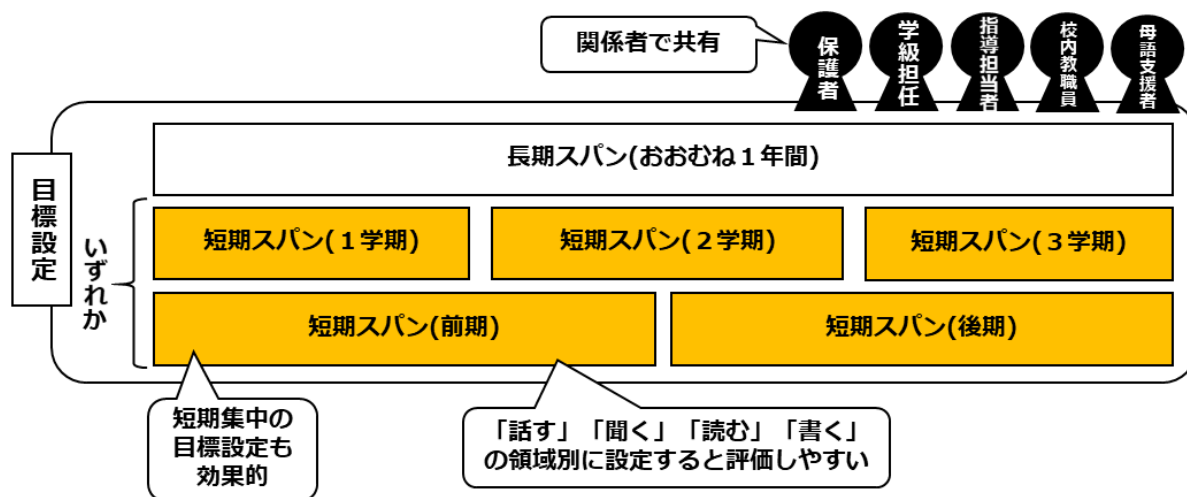 関係者で共有
保護者
学級担任
指導担当者
校内教職員
母語支援者
目標設定
長期スパン(おおむね１年間)
いずれか
短期スパン(１学期)
短期スパン(２学期)
短期スパン(３学期)
短期スパン(前期)
短期スパン(後期)
短期集中の
目標設定も
効果的
「話す」「聞く」「読む」「書く」
の領域別に設定すると評価しやすい